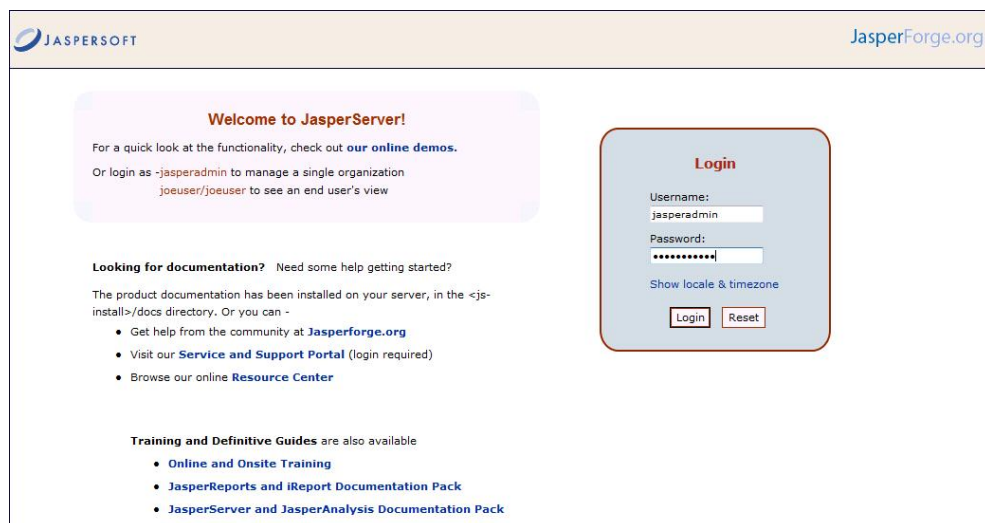 JASPERSOFT
JasperForge.org
Welcome to JasperServer!
For a quick look at the functionality, check out our online demos.
Or login as -jasperadmin to manage a single organization
joeuser/joeuser to see an end user's view
Looking for documentation? Need some help getting started?
The product documentation has been installed on your server, in the <js-
install>/docs directory. Or you can -
• Get help from the community at Jasperforge.org
• Visit our Service and Support Portal (login required)
• Browse our online Resource Center
Training and Definitive Guides are also available
• Online and Onsite Training
• JasperReports and iReport Documentation Pack
• JasperServer and JasperAnalysis Documentation Pack
Login
Username:
jasperadmin
Password:
•••••••••••
Show locale & timezone
Login Reset